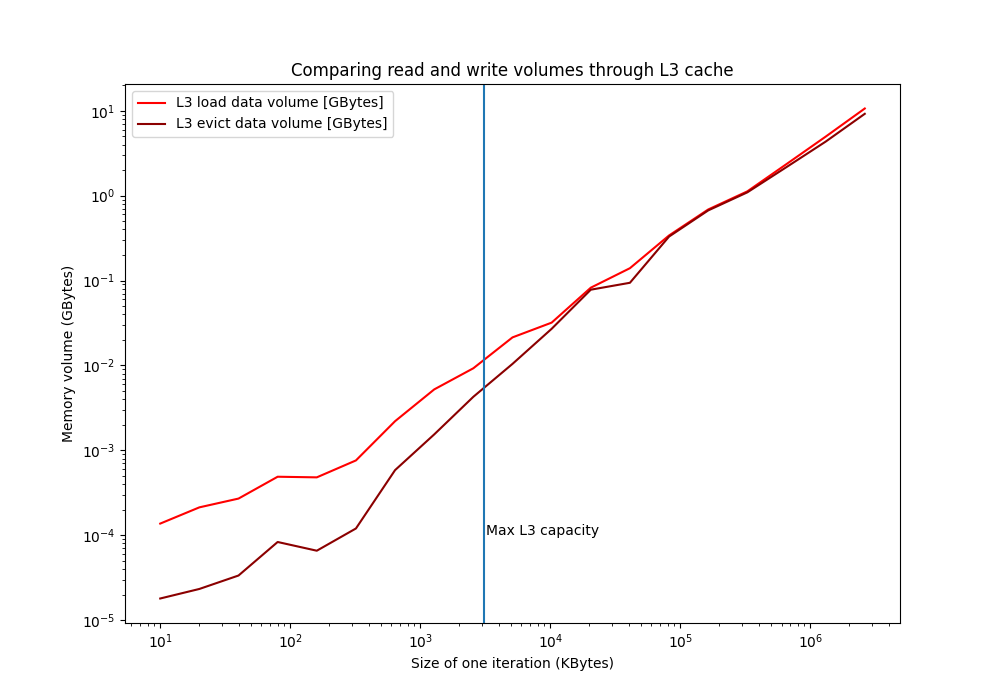 Comparing read and write volumes through L3 cache
L3 load data volume [GBytes]
L3 evict data volume [GBytes]
Memory volume (GBytes)
10¹
10⁰
10⁻¹
10⁻²
10⁻³
10⁻⁴
10⁻⁵
Max L3 capacity
10¹ 10² 10³ 10⁴ 10⁵ 10⁶
Size of one iteration (KBytes)